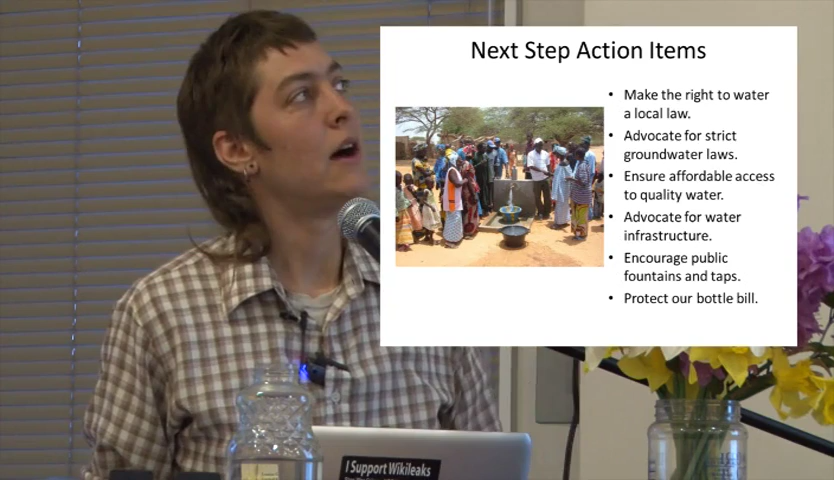 Next Step Action Items
• Make the right to water
a local law.
• Advocate for strict
groundwater laws.
• Ensure affordable access
to quality water.
• Advocate for water
infrastructure.
• Encourage public
fountains and taps.
• Protect our bottle bill.
I Support Wikileaks